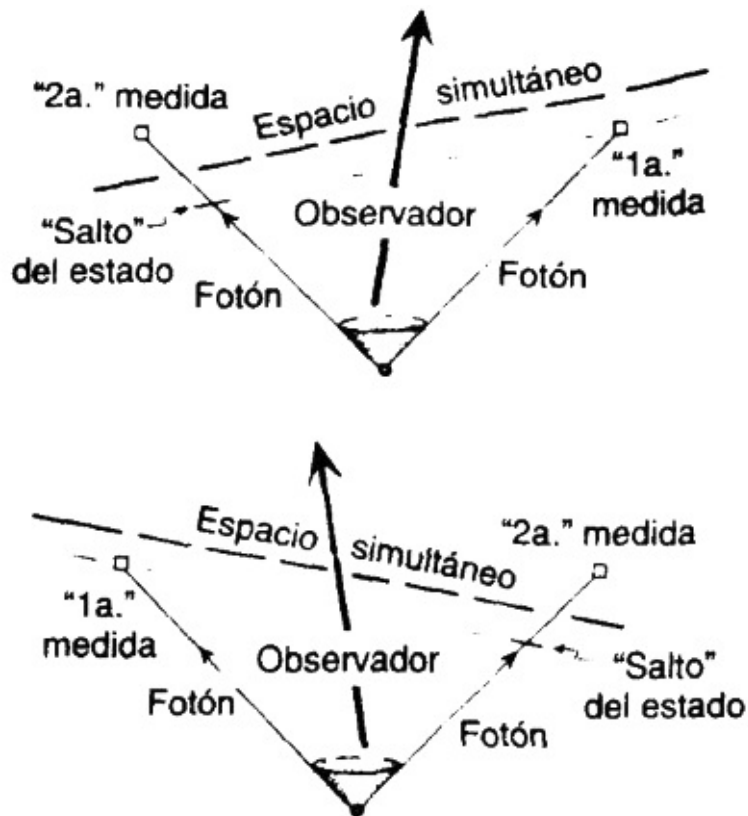 “2a.” medida
Espacio simultáneo
“1a.”
medida
“Salto”
del estado
Observador
Fotón
Fotón
Espacio simultáneo
“2a.” medida
“1a.”
medida
Observador
“Salto”
del estado
Fotón
Fotón